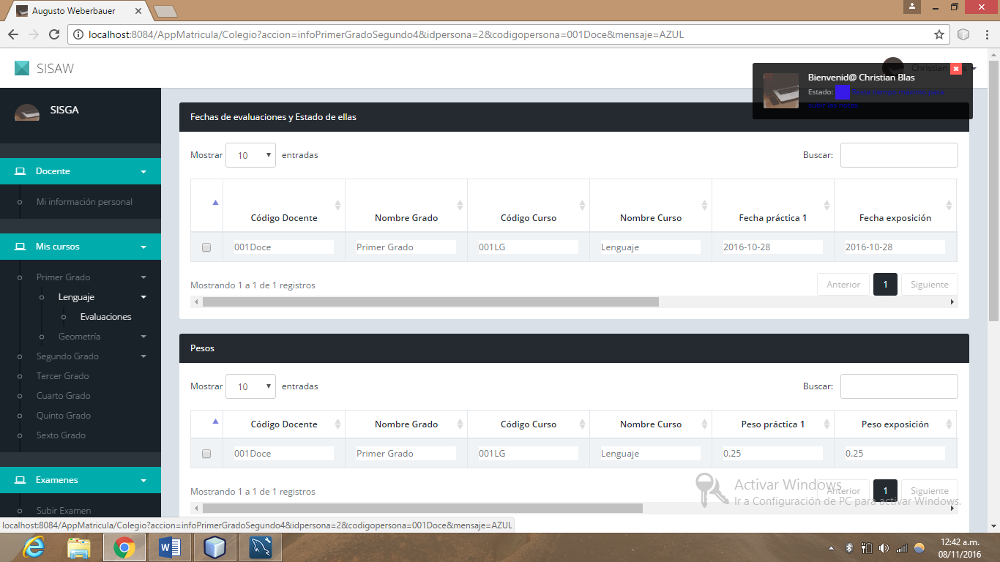 Augusto Weberbauer
localhost:8084/AppMatricula/Colegio?accion=infoPrimerGradoSegundo4&idpersona=2&codigopersona=001Doce&mensaje=AZUL
SISAW
Christian
Bienvenid@ Christian Blas
Estado: Resta tiempo máximo para
subir las notas.
SISGA
Docente
Mi información personal
Mis cursos
Primer Grado
Lenguaje
Evaluaciones
Geometría
Segundo Grado
Tercer Grado
Cuarto Grado
Quinto Grado
Sexto Grado
Examenes
Subir Examen
Fechas de evaluaciones y Estado de ellas
Mostrar 10 entradas Buscar:
Código Docente Nombre Grado Código Curso Nombre Curso Fecha práctica 1 Fecha exposición
001Doce Primer Grado 001LG Lenguaje 2016-10-28 2016-10-28
Mostrando 1 a 1 de 1 registros Anterior 1 Siguiente
Pesos
Mostrar 10 entradas Buscar:
Código Docente Nombre Grado Código Curso Nombre Curso Peso práctica 1 Peso exposición
001Doce Primer Grado 001LG Lenguaje 0.25 0.25
Mostrando 1 a 1 de 1 registros Anterior 1 Siguiente
Activar Windows
Ir a Configuración de PC para activar Windows.
localhost:8084/AppMatricula/Colegio?accion=infoPrimerGradoSegundo4&idpersona=2&codigopersona=001Doce&mensaje=AZUL
12:42 a.m.
08/11/2016